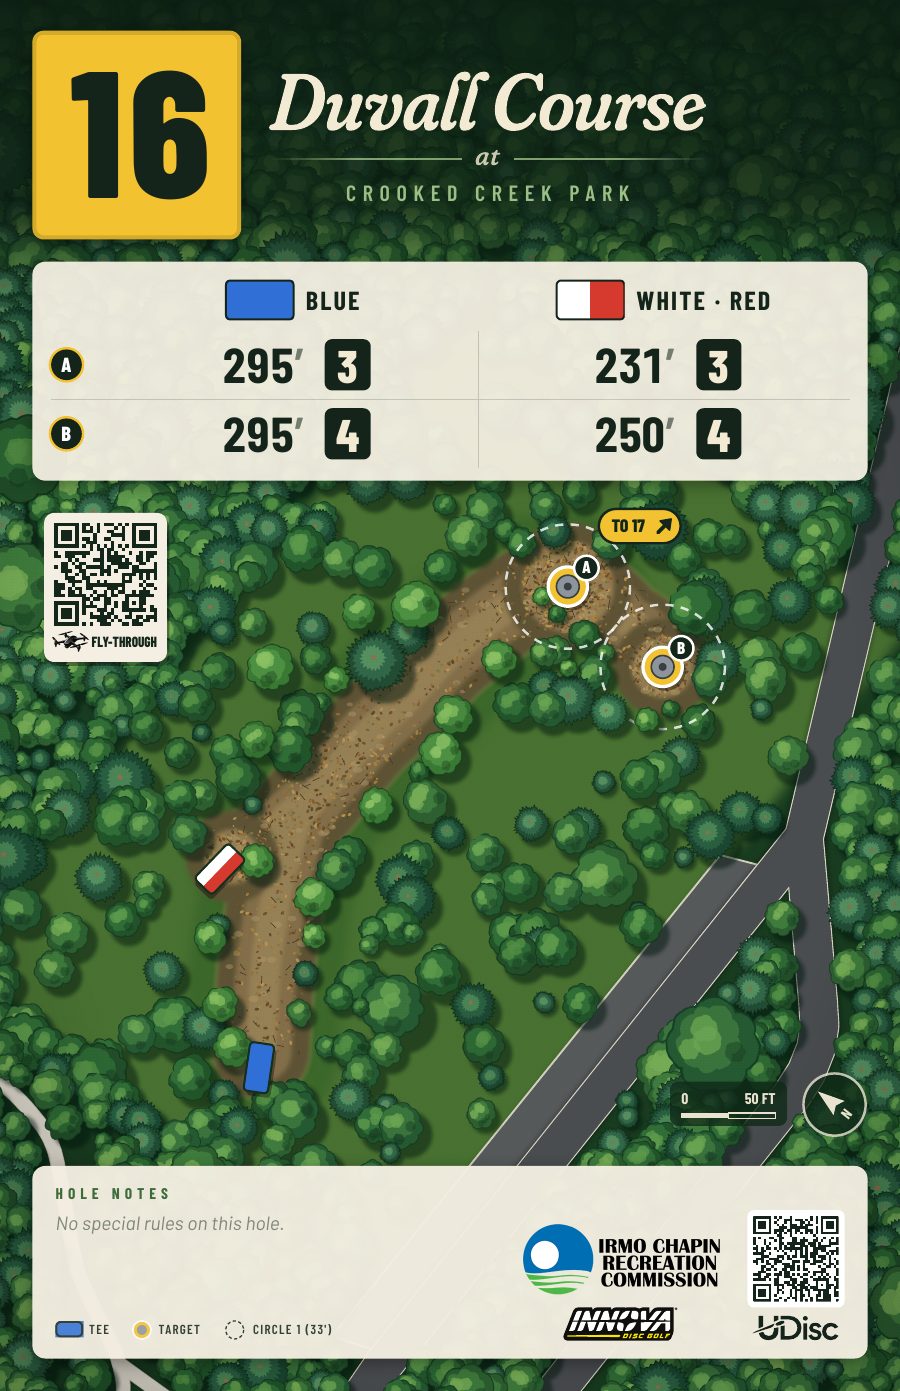 16
Duvall Course
at
CROOKED CREEK PARK
BLUE
WHITE · RED
A
295′ 3
231′ 3
B
295′ 4
250′ 4
TO 17
A
B
FLY-THROUGH
0 50 FT
N
HOLE NOTES
No special rules on this hole.
IRMO CHAPIN
RECREATION
COMMISSION
INNOVA
DISC GOLF
TEE
TARGET
CIRCLE 1 (33')
UDisc